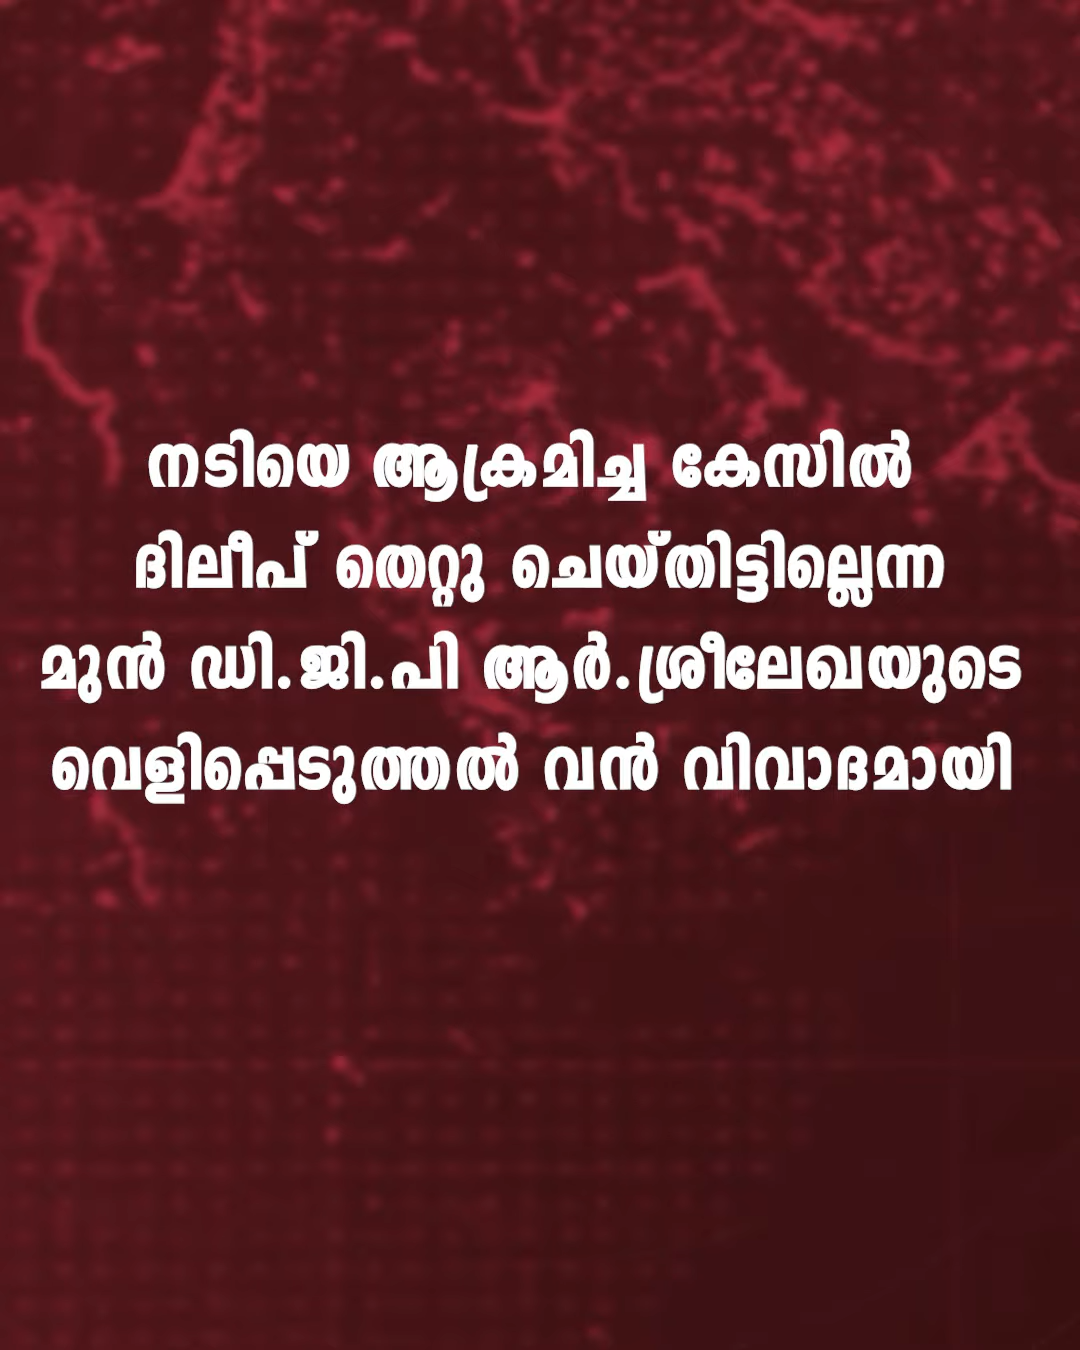 നടിയെ ആക്രമിച്ച കേസിൽ
ദിലീപ് തെറ്റു ചെയ്തിട്ടില്ലെന്ന
മുൻ ഡി.ജി.പി ആർ.ശ്രീലേഖയുടെ
വെളിപ്പെടുത്തൽ വൻ വിവാദമായി